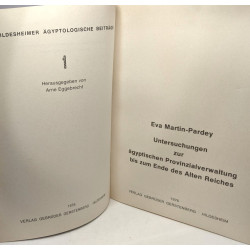 ILDESHEIMER ÄGYPTOLOGISCHE BEITRÄGE
1
Herausgegeben von
Arne Eggebrecht
1976
VERLAG GEBRÜDER GERSTENBERG · HILDESHEIM
Eva Martin-Pardey
Untersuchungen
zur
ägyptischen Provinzialverwaltung
bis zum Ende des Alten Reiches
1976
VERLAG GEBRÜDER GERSTENBERG · HILDESHEIM